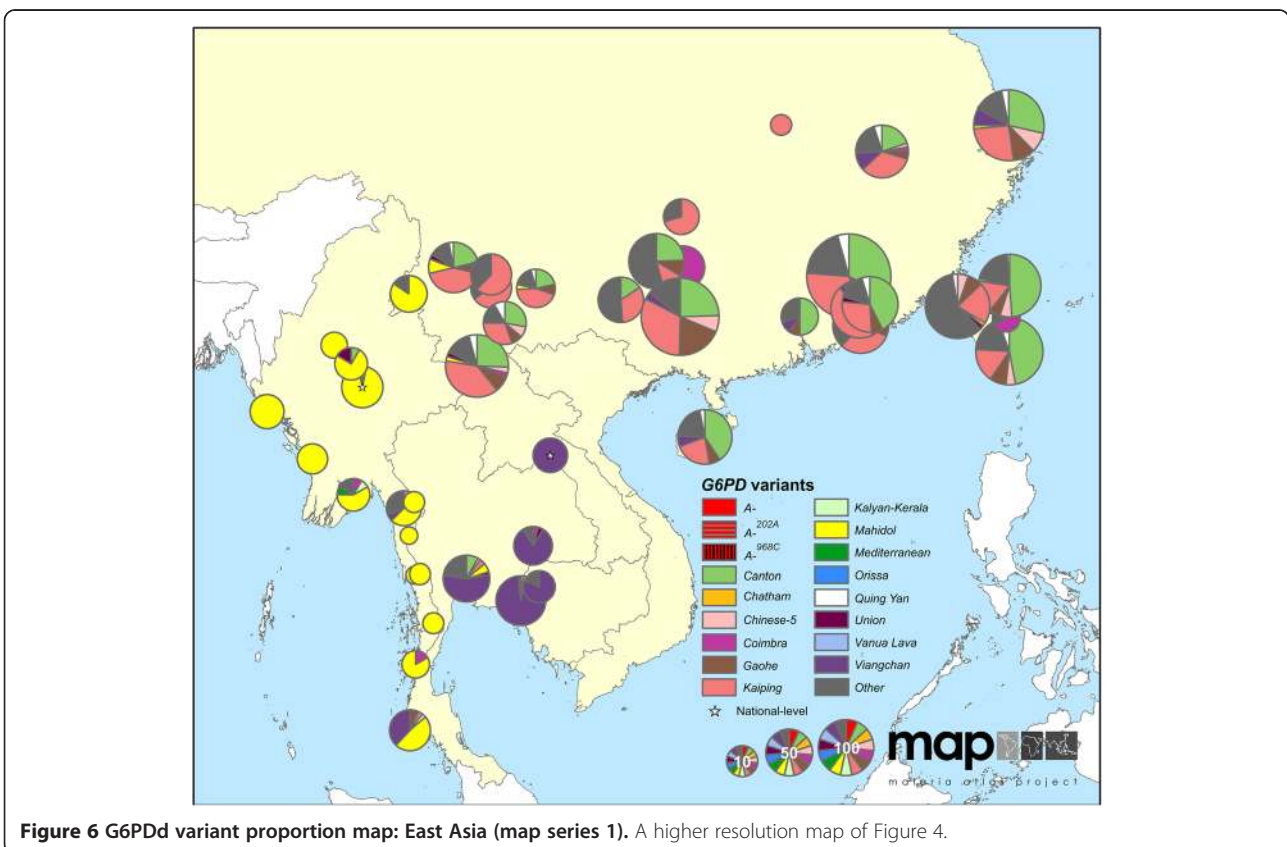 G6PD variants
A-
A-202A
A-968C
Canton
Chatham
Chinese-5
Coimbra
Gaohe
Kaiping
Kalyan-Kerala
Mahidol
Mediterranean
Orissa
Quing Yan
Union
Vanua Lava
Viangchan
Other
National-level
10
50
100
map
malaria atlas project
Figure 6 G6PDd variant proportion map: East Asia (map series 1). A higher resolution map of Figure 4.